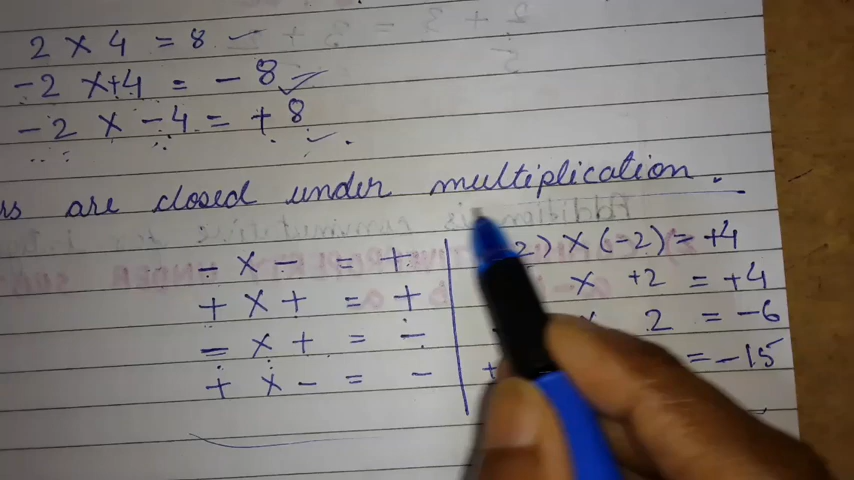 2 × 4 = 8
-2 × +4 = -8
-2 × -4 = +8
are closed under multiplication.
- × - = +
+ × + = +
- × + = -
+ × - = -
2) × (-2) = +4
× +2 = +4
× 2 = -6
+ = -15